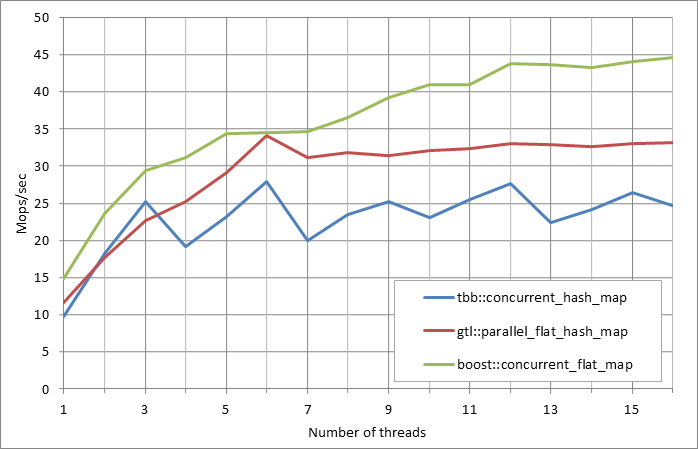 50
45
40
35
30
25
20
15
10
5
0
Mops/sec
tbb::concurrent_hash_map
gtl::parallel_flat_hash_map
boost::concurrent_flat_map
1 3 5 7 9 11 13 15
Number of threads